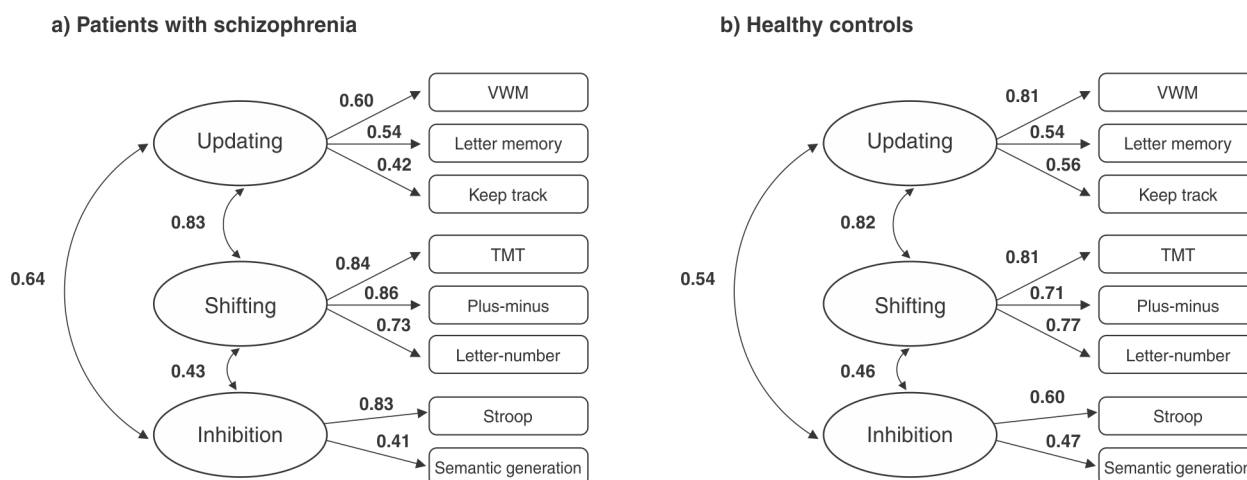 a) Patients with schizophrenia
b) Healthy controls
0.60
VWM
Updating
0.54
Letter memory
0.42
Keep track
0.83
0.64
0.84
TMT
Shifting
0.86
Plus-minus
0.73
Letter-number
0.43
0.83
Stroop
Inhibition
0.41
Semantic generation
0.81
VWM
Updating
0.54
Letter memory
0.56
Keep track
0.82
0.54
0.81
TMT
Shifting
0.71
Plus-minus
0.77
Letter-number
0.46
0.60
Stroop
Inhibition
0.47
Semantic generation